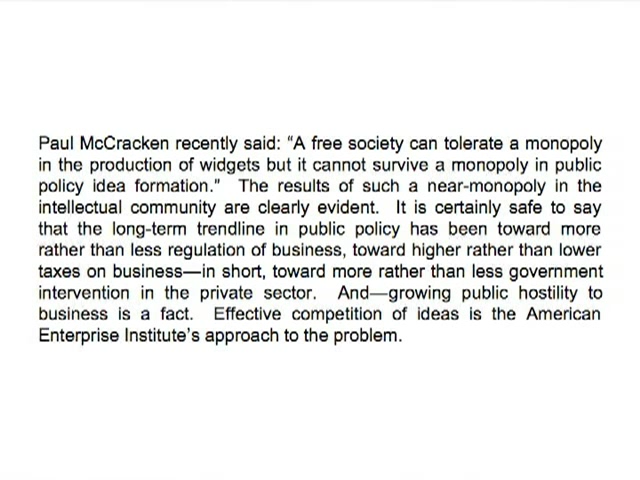 Paul McCracken recently said: “A free society can tolerate a monopoly
in the production of widgets but it cannot survive a monopoly in public
policy idea formation.”  The results of such a near-monopoly in the
intellectual community are clearly evident.  It is certainly safe to say
that the long-term trendline in public policy has been toward more
rather than less regulation of business, toward higher rather than lower
taxes on business—in short, toward more rather than less government
intervention in the private sector.  And—growing public hostility to
business is a fact.  Effective competition of ideas is the American
Enterprise Institute’s approach to the problem.